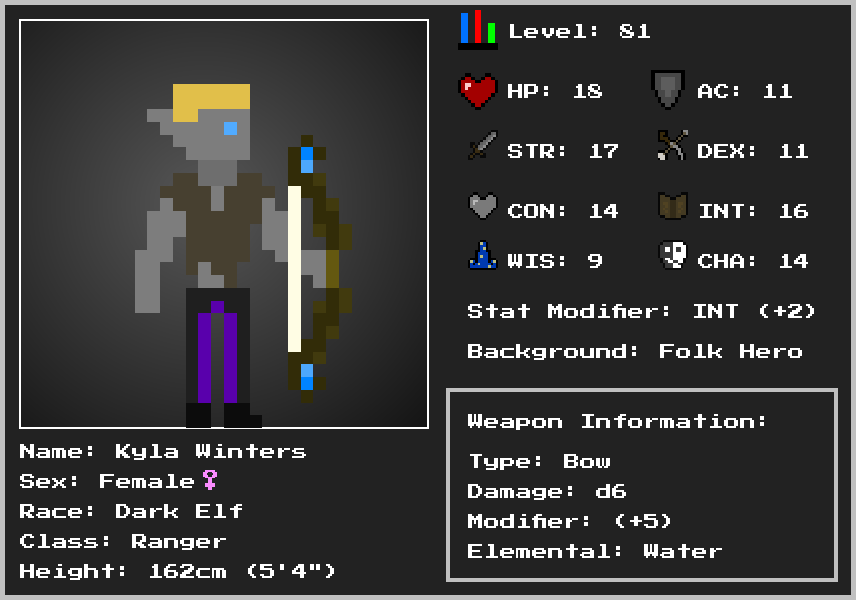 Level: 81
HP: 18 AC: 11
STR: 17 DEX: 11
CON: 14 INT: 16
WIS: 9 CHA: 14
Stat Modifier: INT (+2)
Background: Folk Hero
Weapon Information:
Type: Bow
Damage: d6
Modifier: (+5)
Elemental: Water
Name: Kyla Winters
Sex: Female♀
Race: Dark Elf
Class: Ranger
Height: 162cm (5'4")